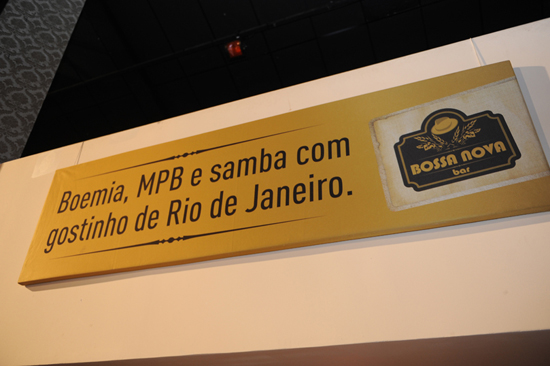 Boemia, MPB e samba com
gostinho de Rio de Janeiro.
BOSSA NOVA
bar